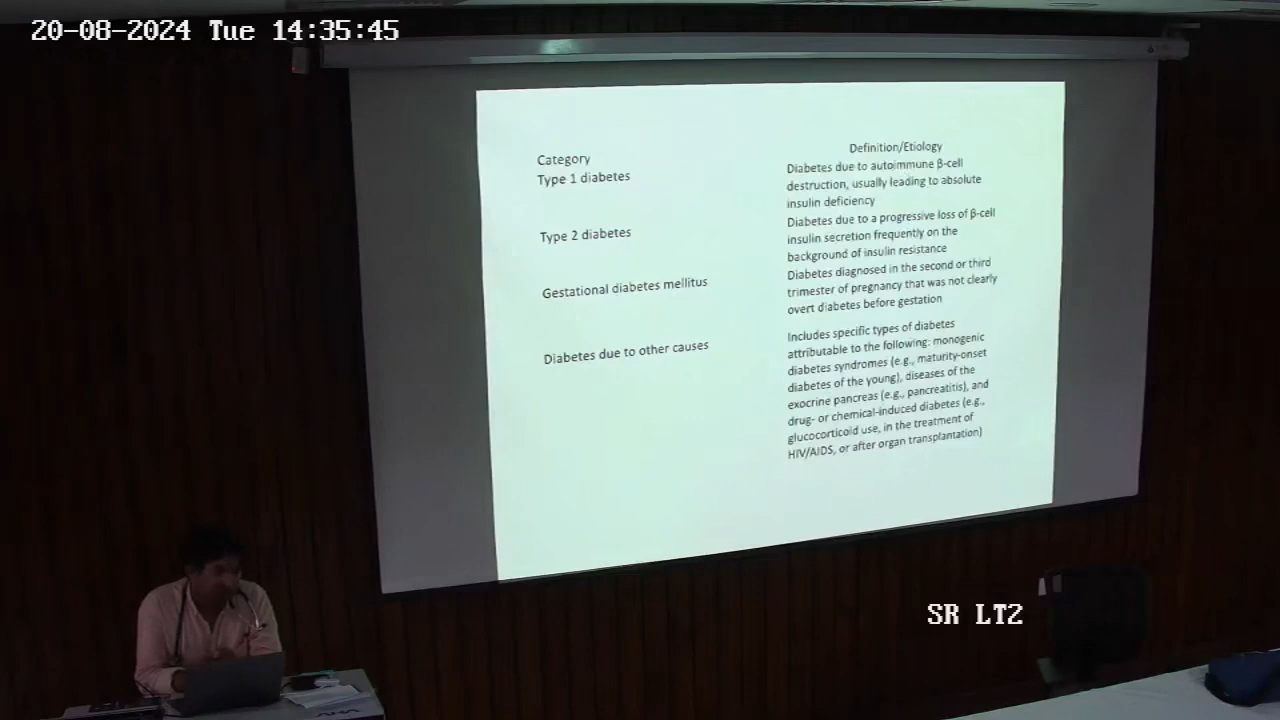 20-08-2024 Tue 14:35:45
Category
Definition/Etiology
Type 1 diabetes
Diabetes due to autoimmune β-cell
destruction, usually leading to absolute
insulin deficiency
Type 2 diabetes
Diabetes due to a progressive loss of β-cell
insulin secretion frequently on the
background of insulin resistance
Gestational diabetes mellitus
Diabetes diagnosed in the second or third
trimester of pregnancy that was not clearly
overt diabetes before gestation
Diabetes due to other causes
Includes specific types of diabetes
attributable to the following: monogenic
diabetes syndromes (e.g., maturity-onset
diabetes of the young), diseases of the
exocrine pancreas (e.g., pancreatitis), and
drug- or chemical-induced diabetes (e.g.,
glucocorticoid use, in the treatment of
HIV/AIDS, or after organ transplantation)
SR LT2